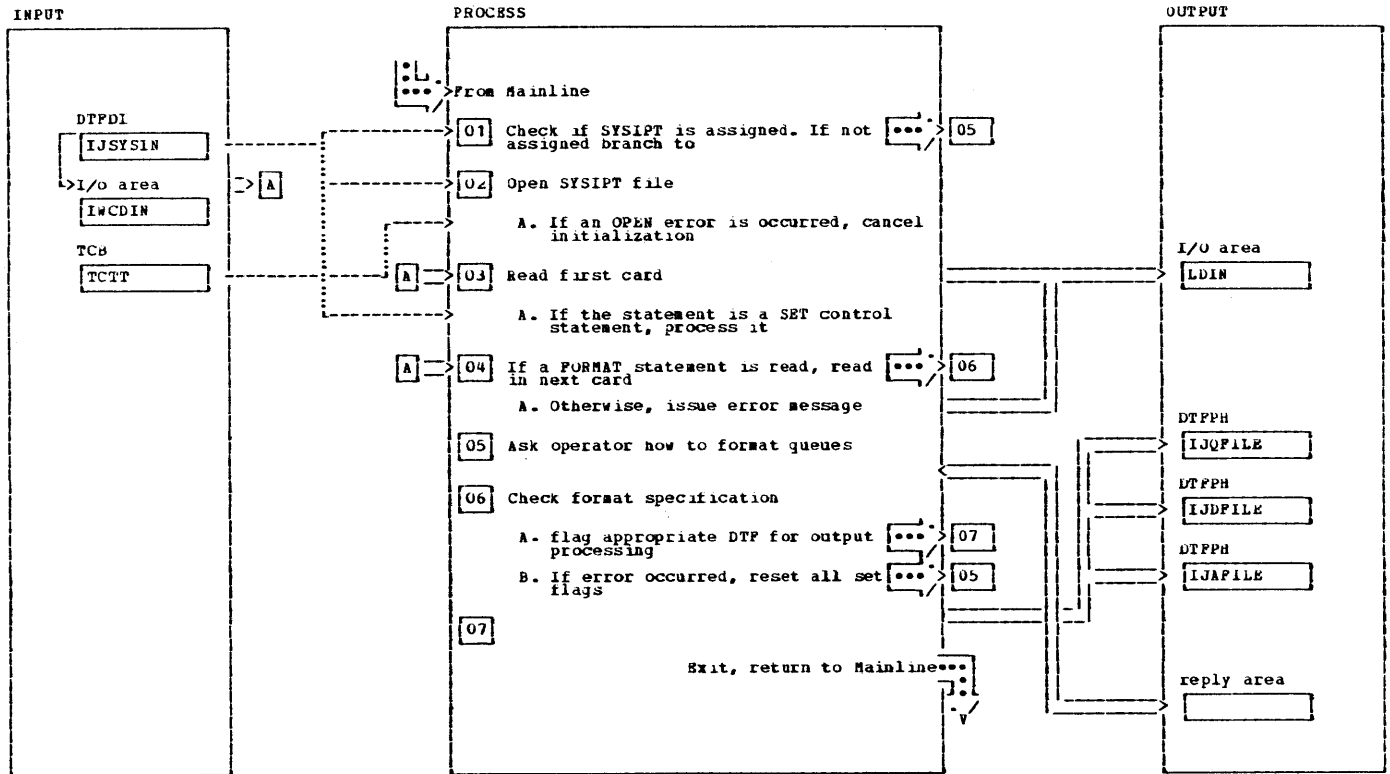 INPUT
PROCESS
OUTPUT
From Mainline
DTFDI
IJSYSIN
I/o area
IWCDIN
A
TCB
TCTT
01 Check if SYSIPT is assigned. If not
assigned branch to
05
02 Open SYSIPT file
A. If an OPEN error is occurred, cancel
initialization
A
03 Read first card
A. If the statement is a SET control
statement, process it
A
04 If a FORMAT statement is read, read
in next card
06
A. Otherwise, issue error message
05 Ask operator how to format queues
06 Check format specification
A. flag appropriate DTF for output
processing
07
B. If error occurred, reset all set
flags
05
07
Exit, return to Mainline
I/O area
LDIN
DTFPH
IJQFILE
DTFPH
IJDFILE
DTFPH
IJAFILE
reply area